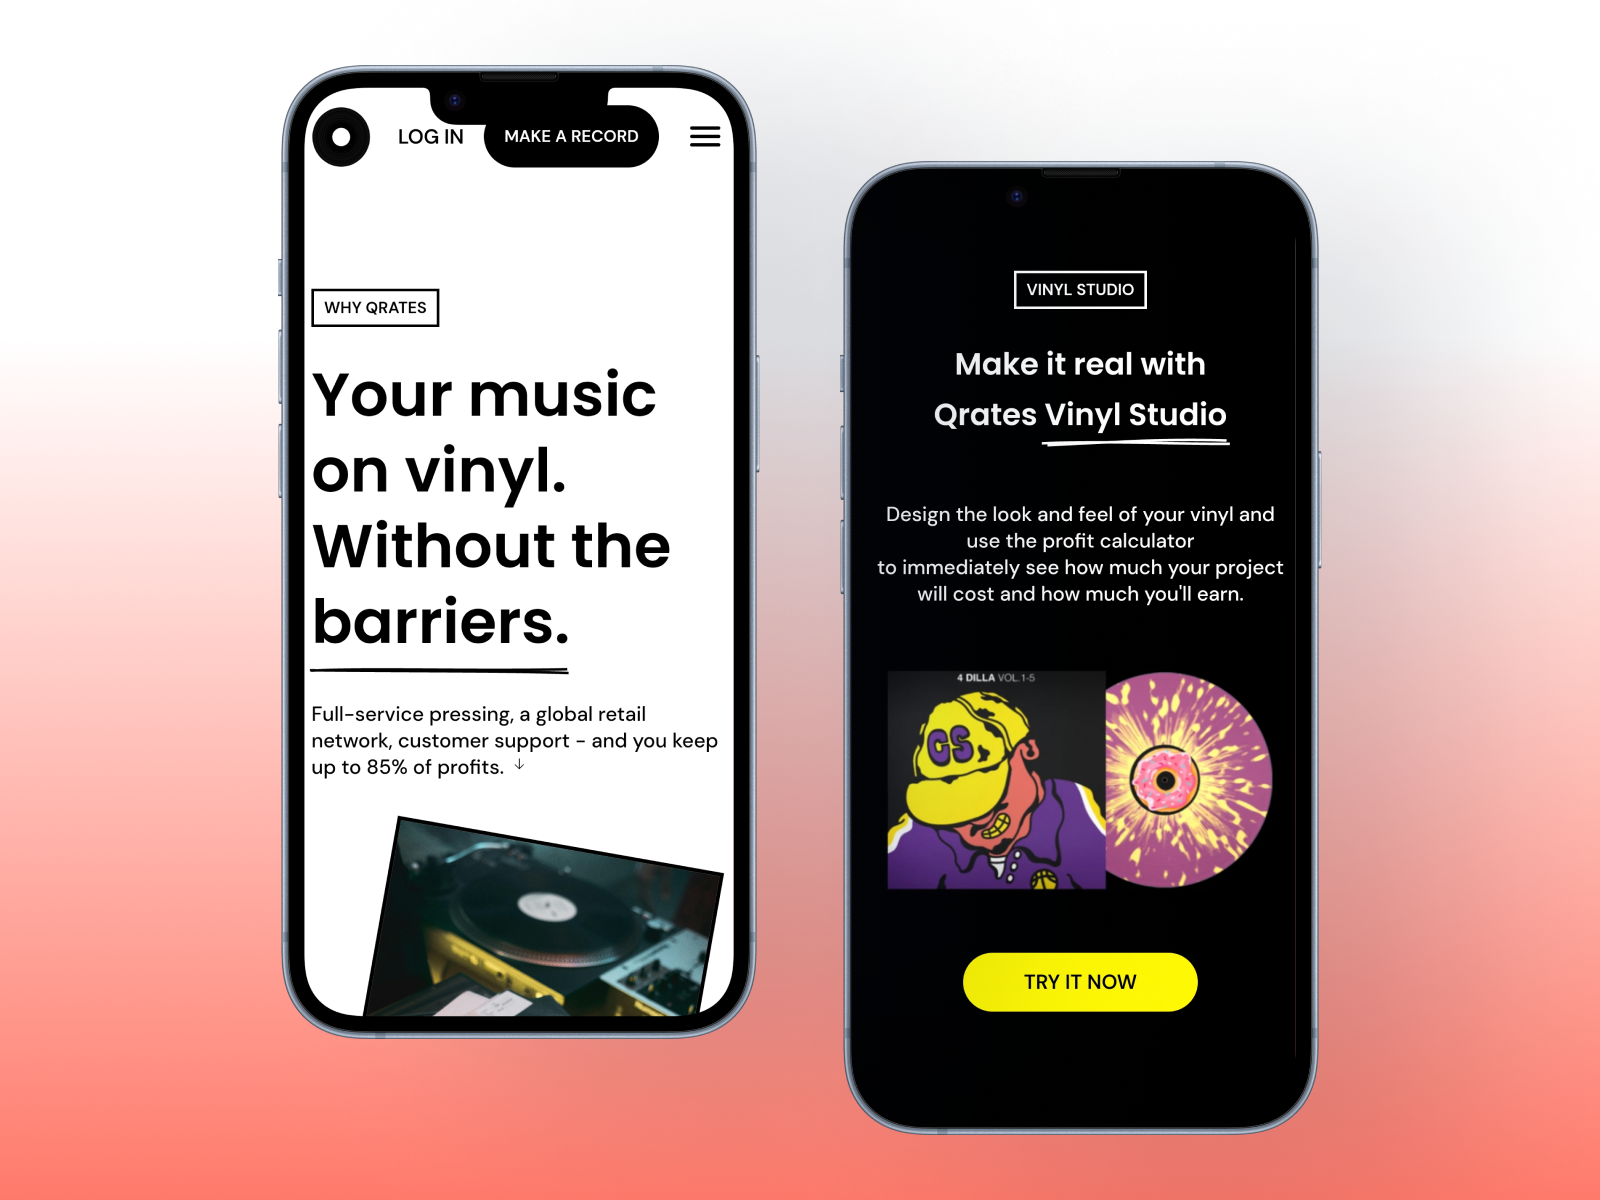 LOG IN
MAKE A RECORD
WHY QRATES
Your music
on vinyl.
Without the
barriers.
Full-service pressing, a global retail
network, customer support - and you keep
up to 85% of profits. ↓
VINYL STUDIO
Make it real with
Qrates Vinyl Studio
Design the look and feel of your vinyl and
use the profit calculator
to immediately see how much your project
will cost and how much you'll earn.
4 DILLA VOL.1-5
CS
TRY IT NOW